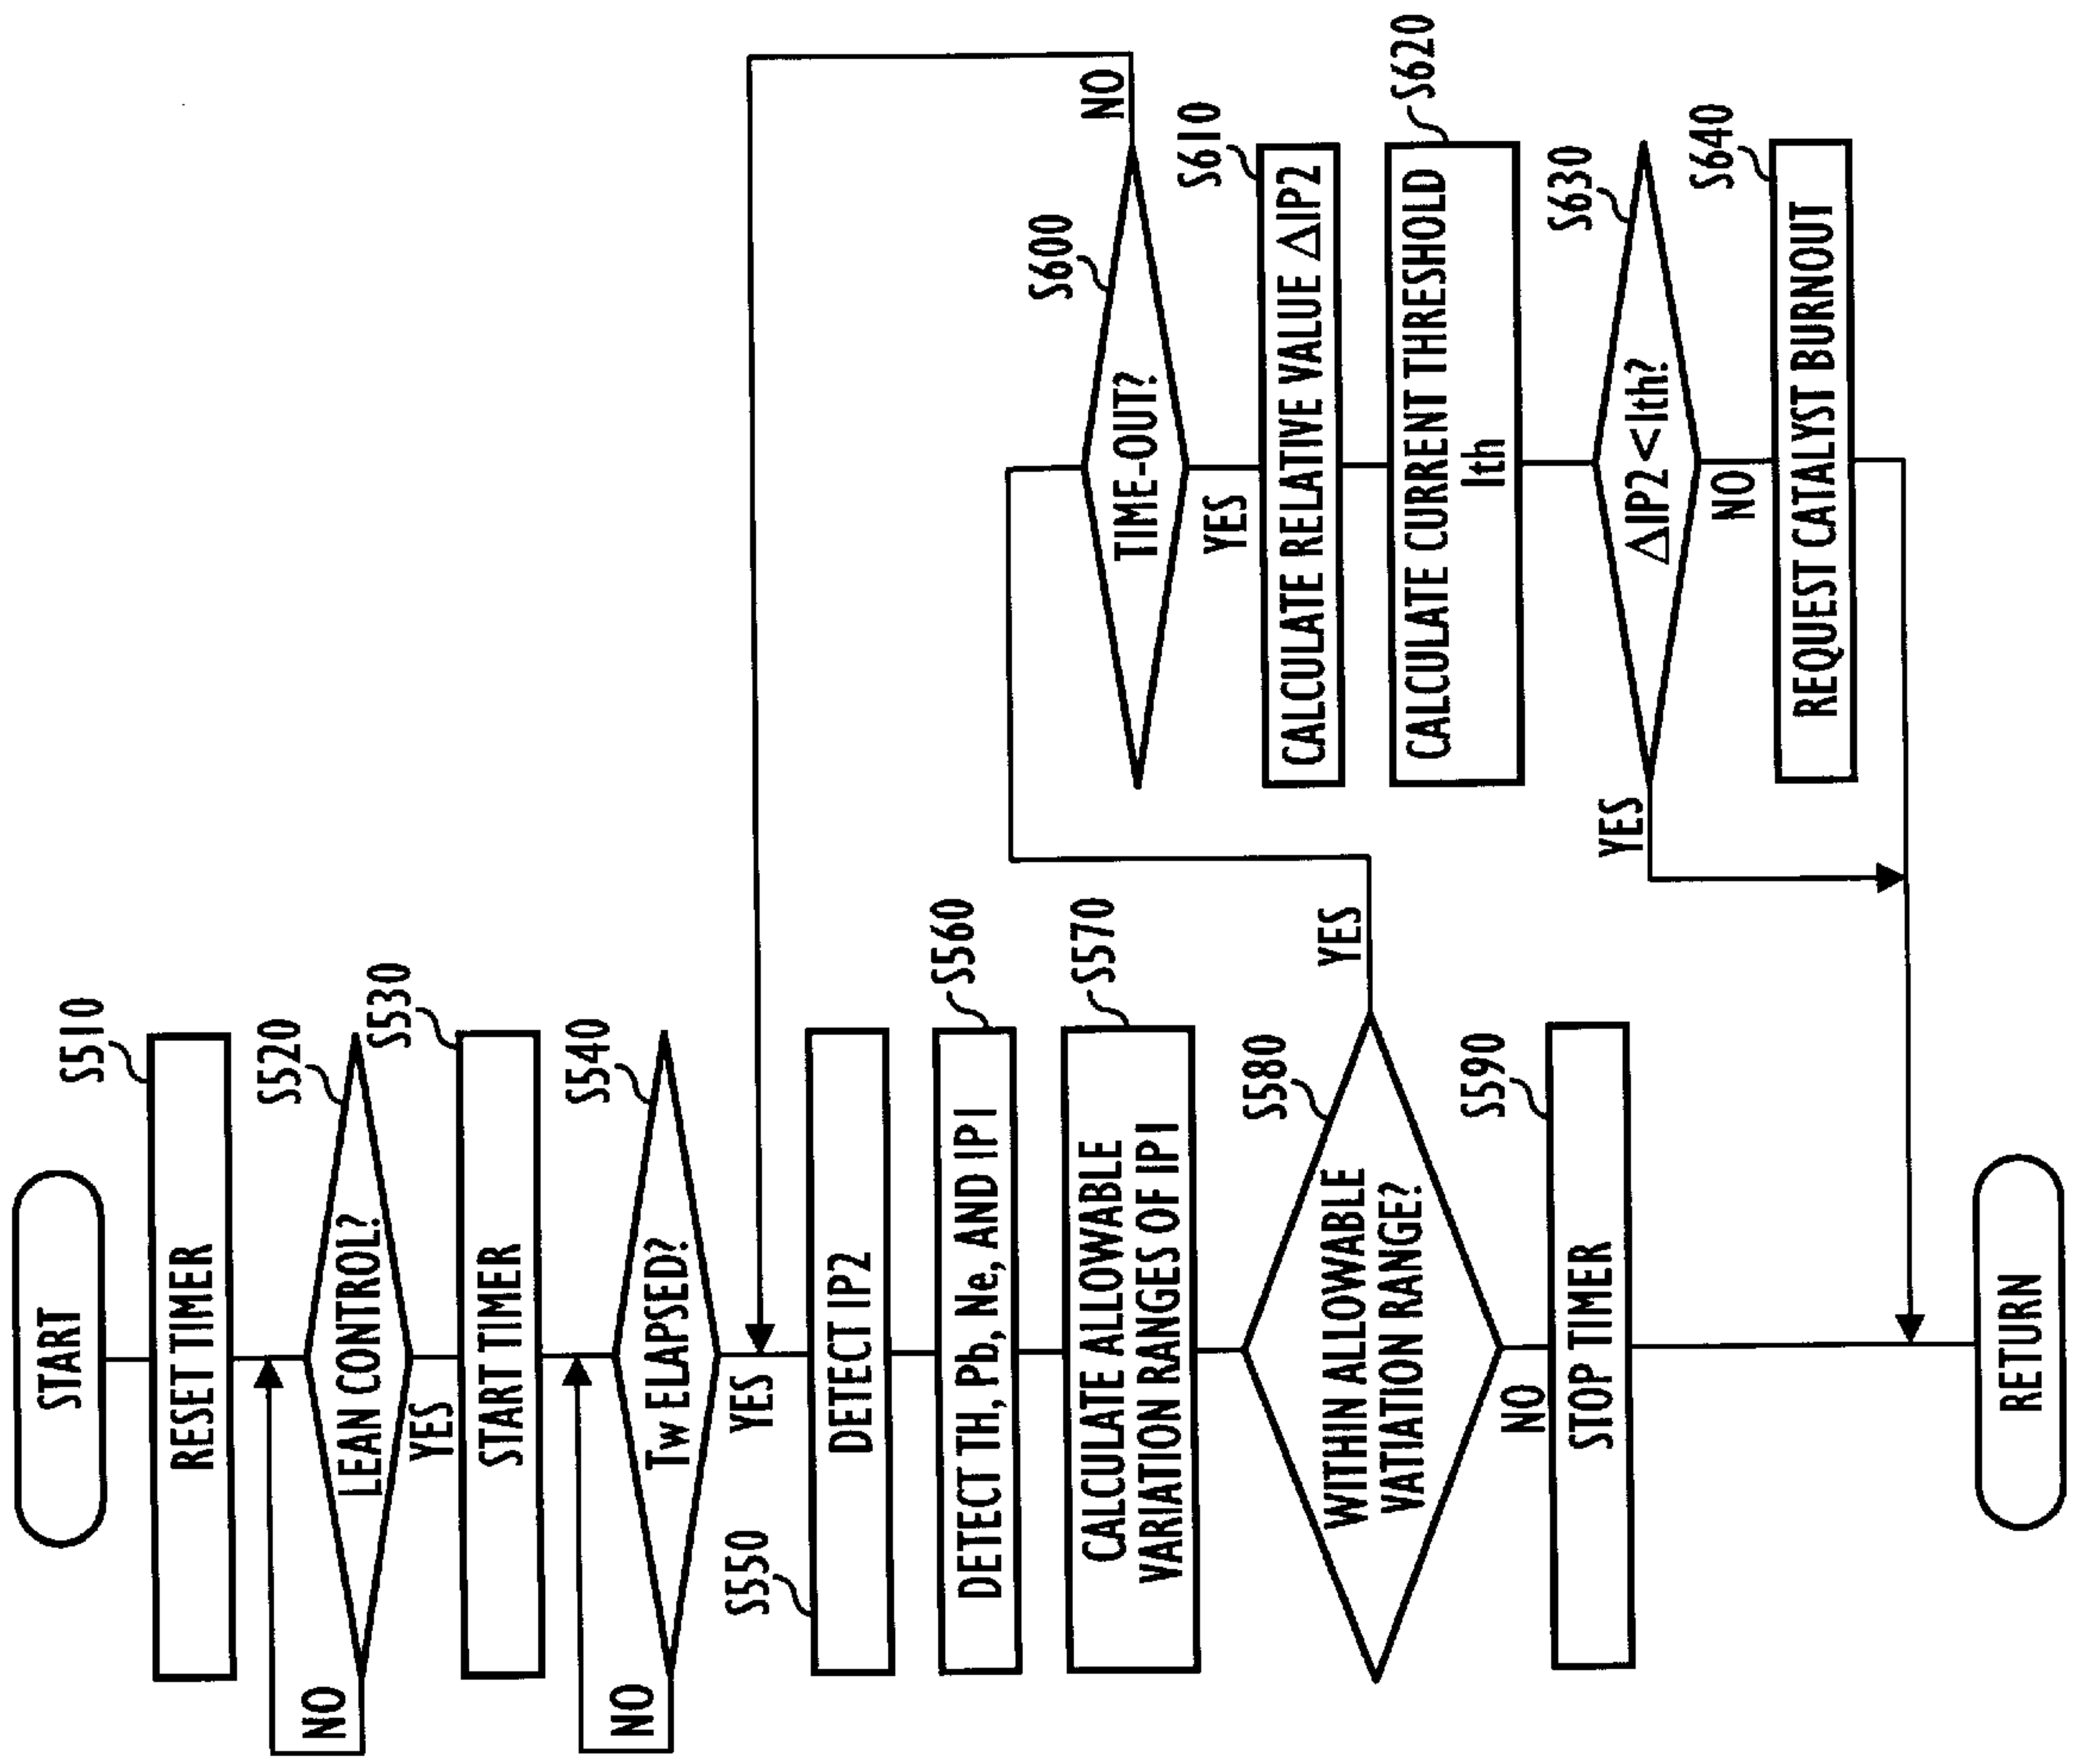 START
S510
RESET TIMER
S520
LEAN CONTROL?
NO
YES
S530
START TIMER
S540
Tw ELAPSED?
NO
YES
S550
DETECT IP2
S560
DETECT TH, Pb, Ne, AND IP1
S570
CALCULATE ALLOWABLE
VARIATION RANGES OF IP1
S580
WITHIN ALLOWABLE
VATIATION RANGE?
YES
NO
S590
STOP TIMER
RETURN
S600
TIME-OUT?
NO
YES
S610
CALCULATE RELATIVE VALUE ΔIP2
S620
CALCULATE CURRENT THRESHOLD
Ith
S630
ΔIP2 <Ith?
YES
NO
S640
REQUEST CATALYST BURNOUT